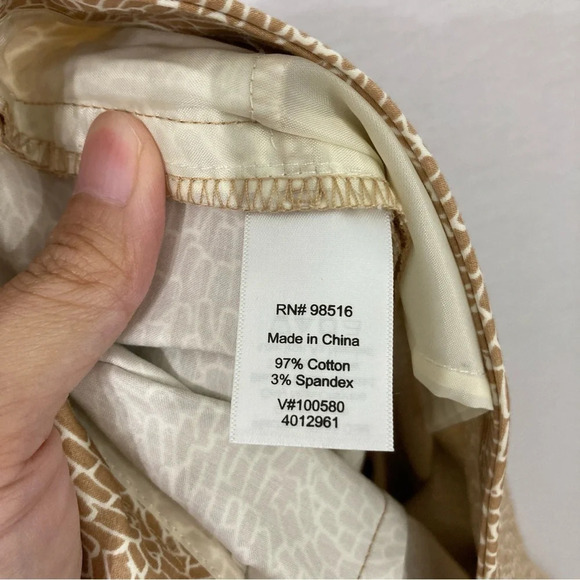 RN# 98516
Made in China
97% Cotton
3% Spandex
V#100580
4012961